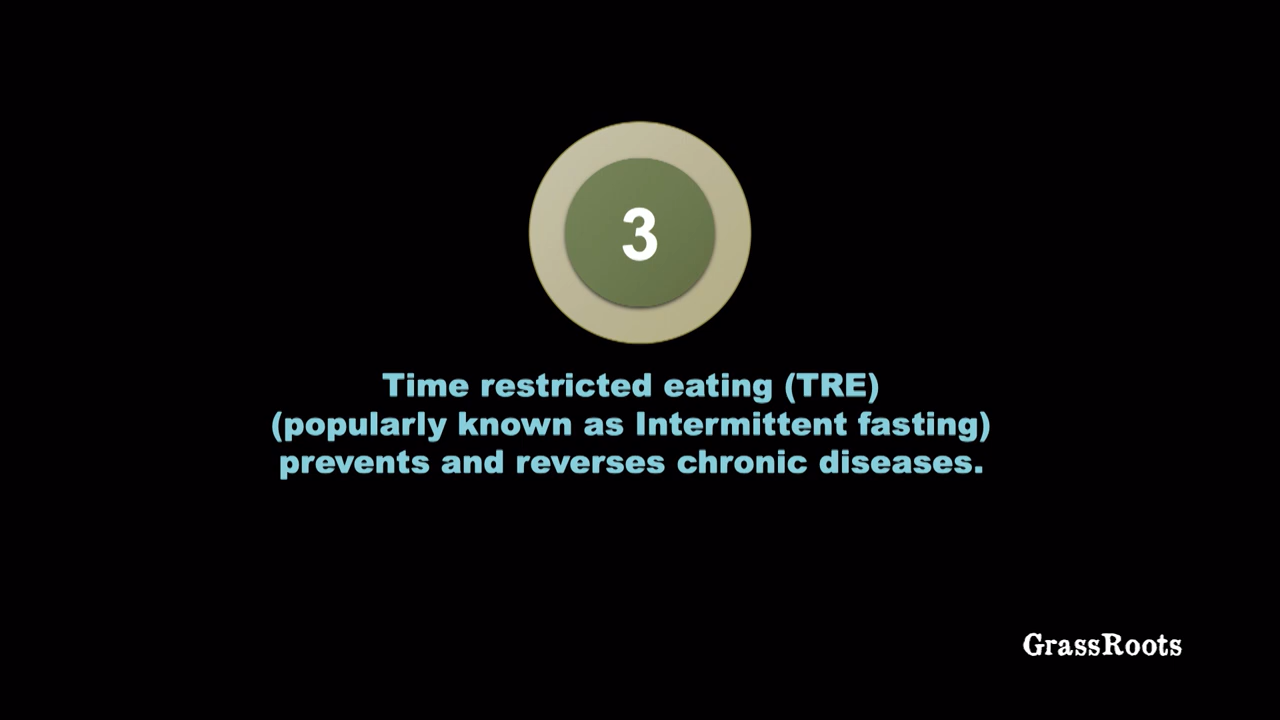 3
Time restricted eating (TRE)
(popularly known as Intermittent fasting)
prevents and reverses chronic diseases.
GrassRoots